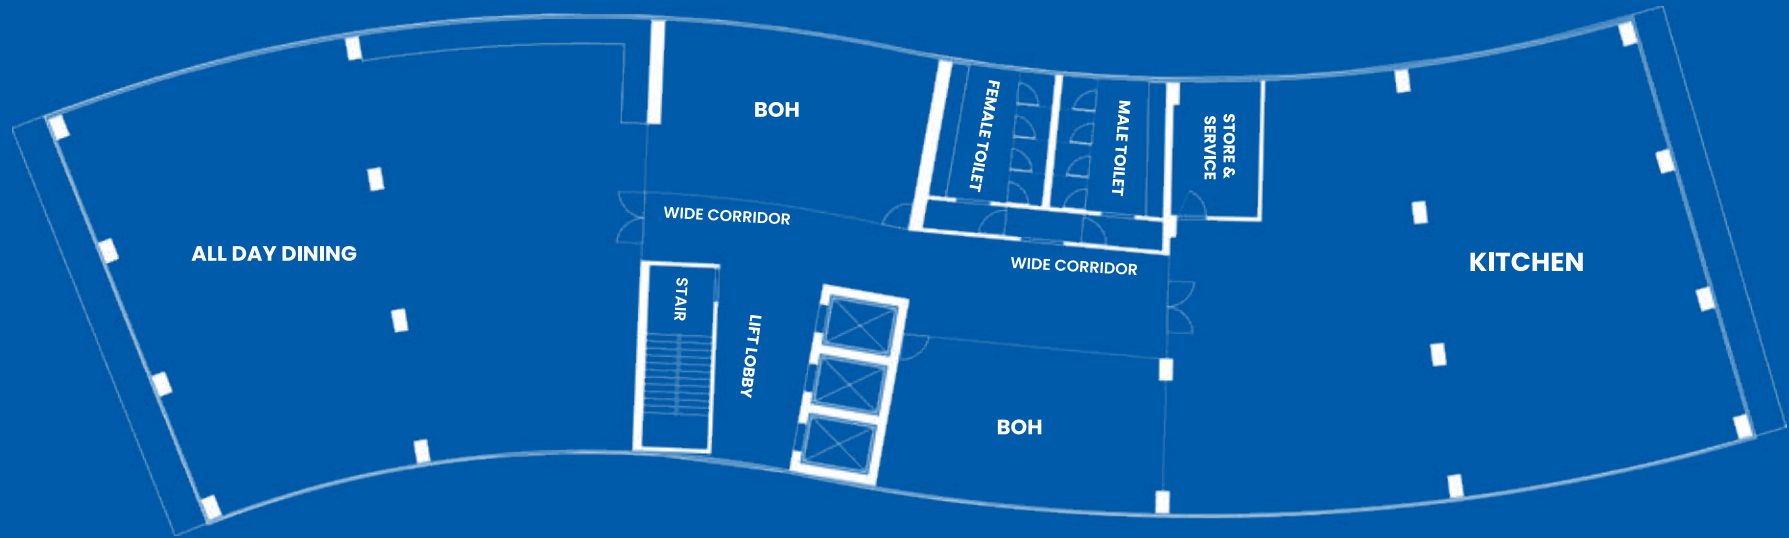 BOH
FEMALE TOILET
MALE TOILET
STORE &
SERVICE
WIDE CORRIDOR
ALL DAY DINING
WIDE CORRIDOR
KITCHEN
STAIR
LIFT LOBBY
BOH